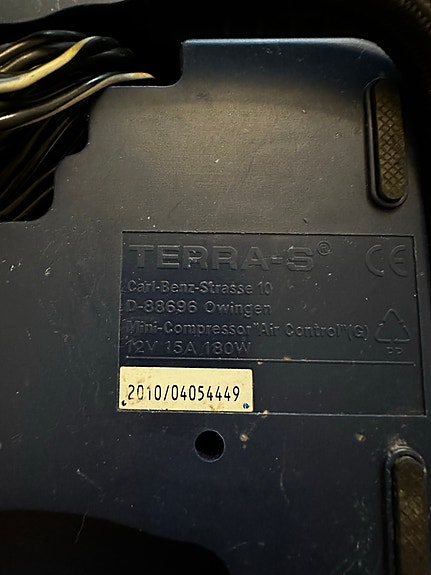 TERRA-S®
CE
Carl-Benz-Strasse 10
D-88696 Owingen
Mini-Compressor "Air Control"(G)
12V 15A 180W
PP
2010/04054449